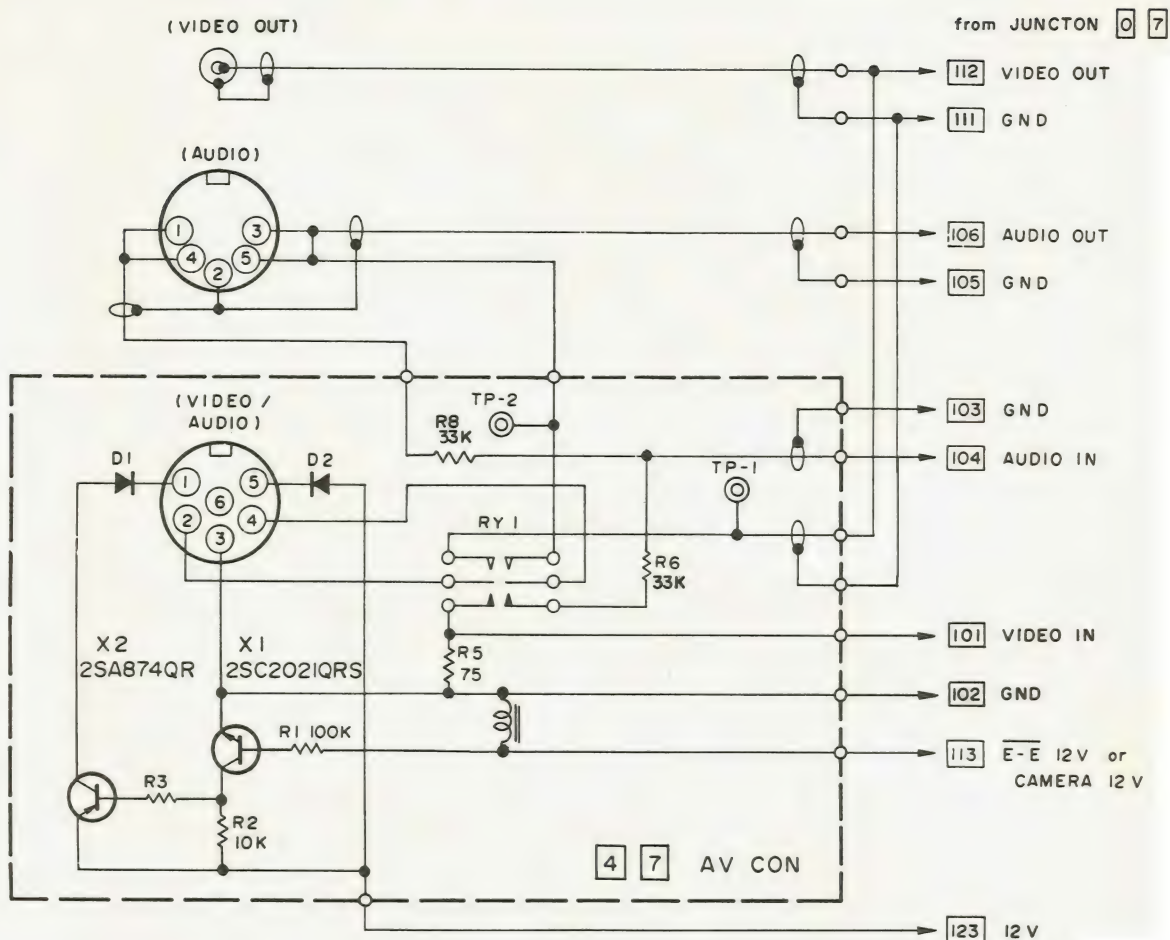 from JUNCTON 0 7
(VIDEO OUT)
112 VIDEO OUT
111 GND
(AUDIO)
1 3
4 5
2
106 AUDIO OUT
105 GND
(VIDEO /
AUDIO)
TP-2
R8
33K
103 GND
104 AUDIO IN
D1
D2
TP-1
1 5
6
2 4
3
RY 1
R6
33K
X2
2SA874QR
X1
2SC2021QRS
R5
75
101 VIDEO IN
102 GND
R1 100K
113 E-E 12V or
CAMERA 12V
R3
R2
10K
4 7 AV CON
123 12V